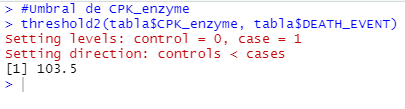 > #Umbral de CPK_enzyme
> threshold2(tabla$CPK_enzyme, tabla$DEATH_EVENT)
Setting levels: control = 0, case = 1
Setting direction: controls < cases
[1] 103.5
>